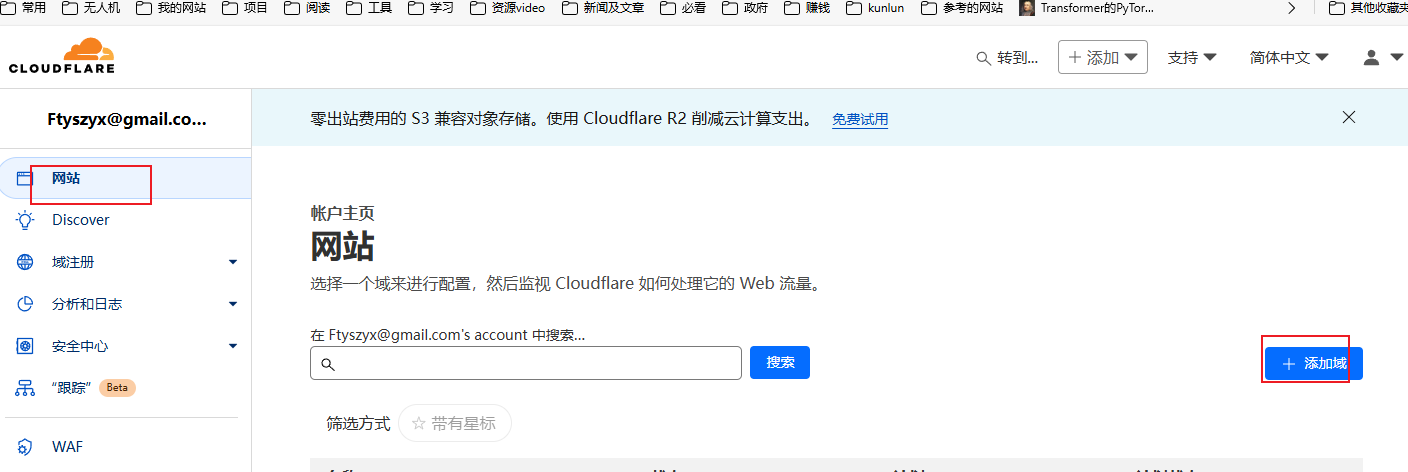 常用 无人机 我的网站 项目 阅读 工具 学习 资源video 新闻及文章 必看 政府 赚钱 kunlun 参考的网站 Transformer的PyTor... 其他收藏夹
CLOUDFLARE
转到... + 添加 支持 简体中文
Ftyszyx@gmail.co...
零出站费用的 S3 兼容对象存储。使用 Cloudflare R2 削减云计算支出。 免费试用
网站
Discover
域注册
分析和日志
安全中心
“跟踪” Beta
WAF
帐户主页
网站
选择一个域来进行配置，然后监视 Cloudflare 如何处理它的 Web 流量。
在 Ftyszyx@gmail.com's account 中搜索...
搜索
+ 添加域
筛选方式 带有星标